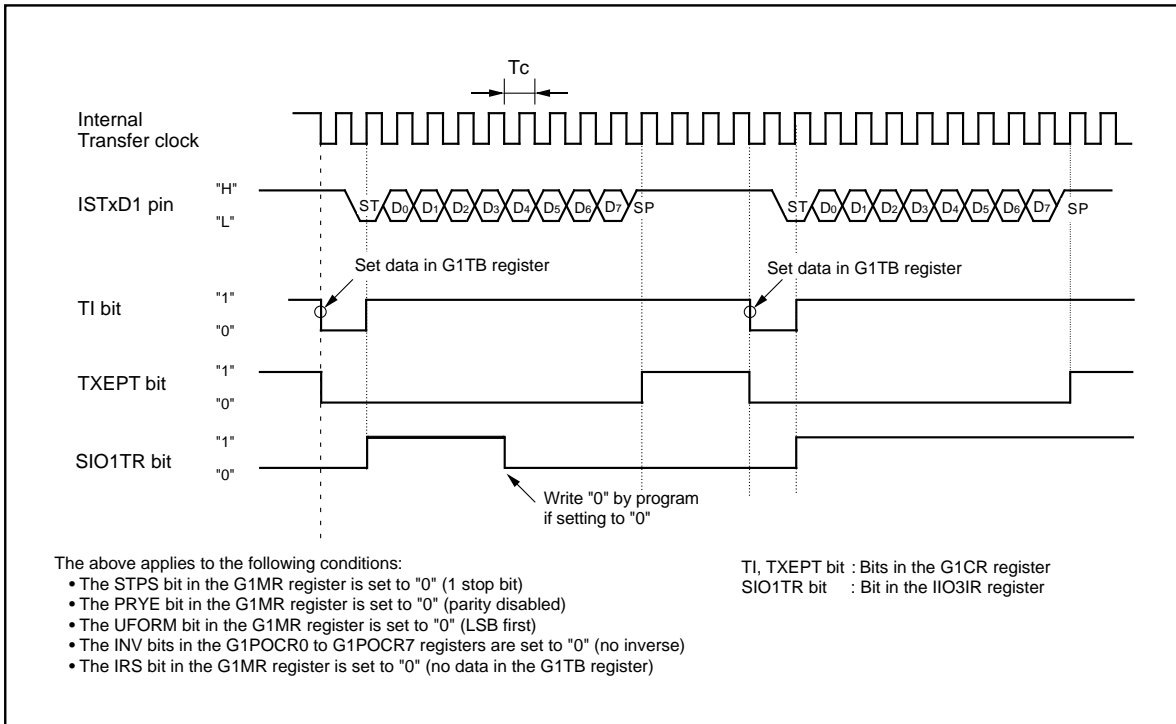 Tc
Internal
Transfer clock
"H"
ISTxD1 pin
"L"
ST D0 D1 D2 D3 D4 D5 D6 D7 SP
ST D0 D1 D2 D3 D4 D5 D6 D7 SP
Set data in G1TB register
Set data in G1TB register
"1"
TI bit
"0"
"1"
TXEPT bit
"0"
"1"
SIO1TR bit
"0"
Write "0" by program
if setting to "0"
The above applies to the following conditions:
• The STPS bit in the G1MR register is set to "0" (1 stop bit)
• The PRYE bit in the G1MR register is set to "0" (parity disabled)
• The UFORM bit in the G1MR register is set to "0" (LSB first)
• The INV bits in the G1POCR0 to G1POCR7 registers are set to "0" (no inverse)
• The IRS bit in the G1MR register is set to "0" (no data in the G1TB register)
TI, TXEPT bit : Bits in the G1CR register
SIO1TR bit : Bit in the IIO3IR register